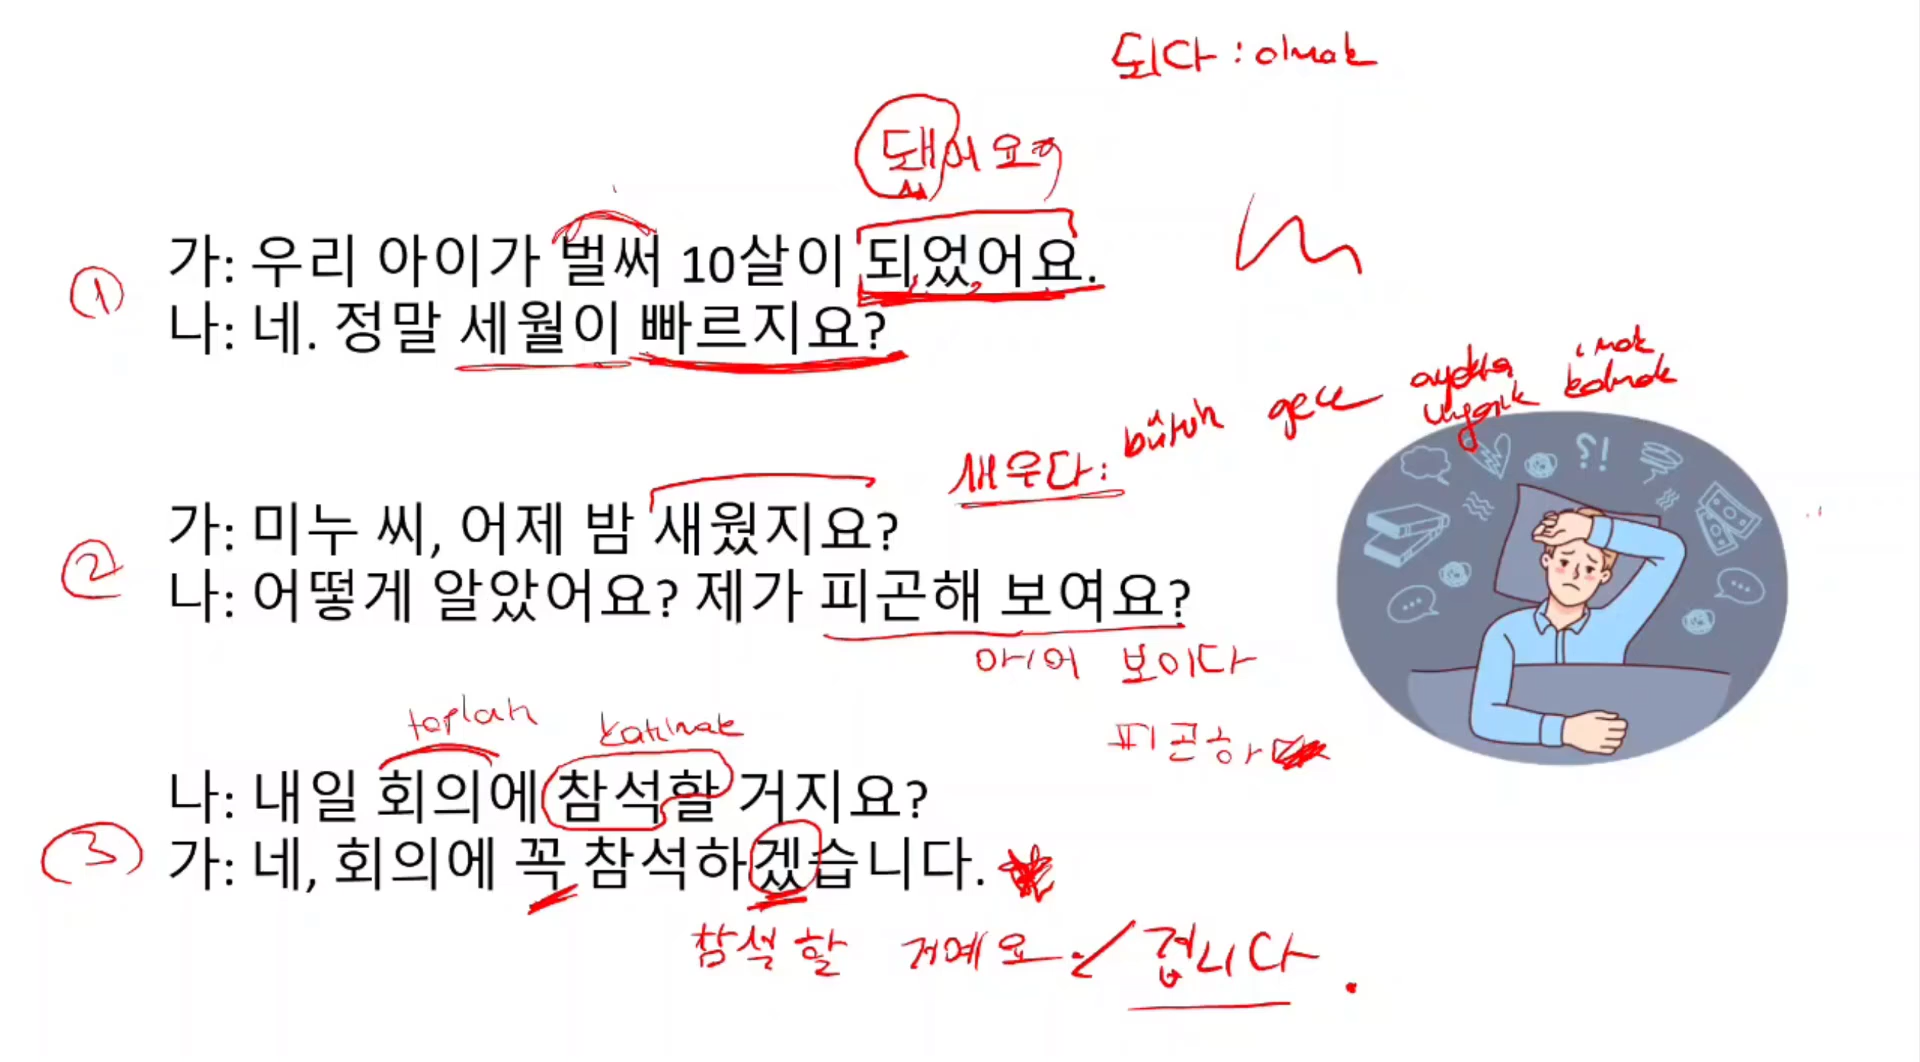 되다 : olmak
됐어요
① 가: 우리 아이가 벌써 10살이 되었어요.
나: 네. 정말 세월이 빠르지요?
새우다 : bütün gece ayakta uyanık kalmak
② 가: 미누 씨, 어제 밤 새웠지요?
나: 어떻게 알았어요? 제가 피곤해 보여요?
아/어 보이다
피곤하
toplantı katılmak
③ 나: 내일 회의에 참석할 거지요?
가: 네, 회의에 꼭 참석하겠습니다.
참석할 거예요 / 겁니다.